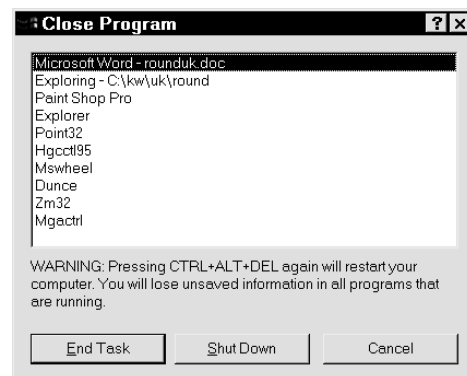 Close Program
? ×
Microsoft Word - rounduk.doc
Exploring - C:\kw\uk\round
Paint Shop Pro
Explorer
Point32
Hgcctl95
Mswheel
Dunce
Zm32
Mgactrl
WARNING: Pressing CTRL+ALT+DEL again will restart your
computer. You will lose unsaved information in all programs that
are running.
End Task Shut Down Cancel